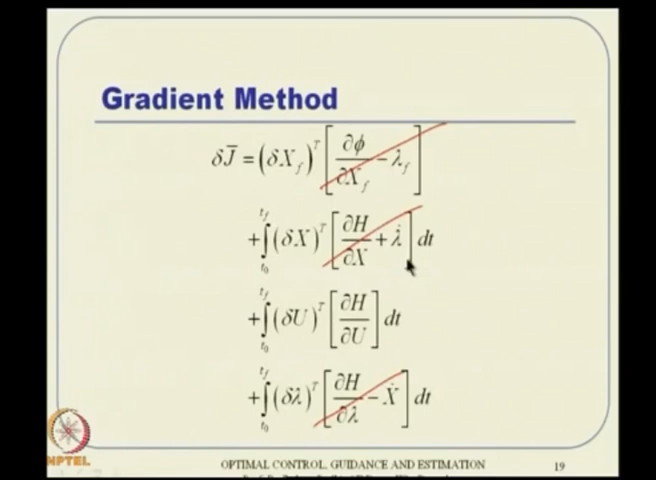 Gradient Method
δJ̄ = (δX_f)^T [∂φ/∂X_f − λ_f]
+ ∫_{t_0}^{t_f} (δX)^T [∂H/∂X + λ̇] dt
+ ∫_{t_0}^{t_f} (δU)^T [∂H/∂U] dt
+ ∫_{t_0}^{t_f} (δλ)^T [∂H/∂λ − Ẋ] dt
NPTEL
OPTIMAL CONTROL, GUIDANCE AND ESTIMATION 19